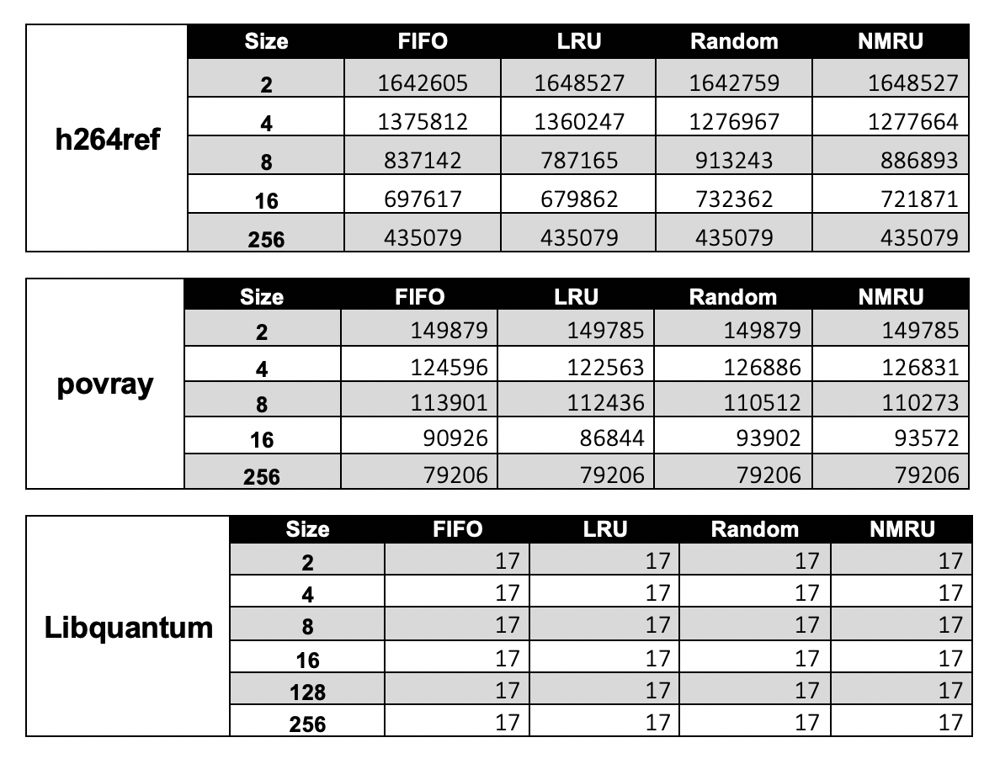 h264ref
Size FIFO LRU Random NMRU
2 1642605 1648527 1642759 1648527
4 1375812 1360247 1276967 1277664
8 837142 787165 913243 886893
16 697617 679862 732362 721871
256 435079 435079 435079 435079
povray
Size FIFO LRU Random NMRU
2 149879 149785 149879 149785
4 124596 122563 126886 126831
8 113901 112436 110512 110273
16 90926 86844 93902 93572
256 79206 79206 79206 79206
Libquantum
Size FIFO LRU Random NMRU
2 17 17 17 17
4 17 17 17 17
8 17 17 17 17
16 17 17 17 17
128 17 17 17 17
256 17 17 17 17